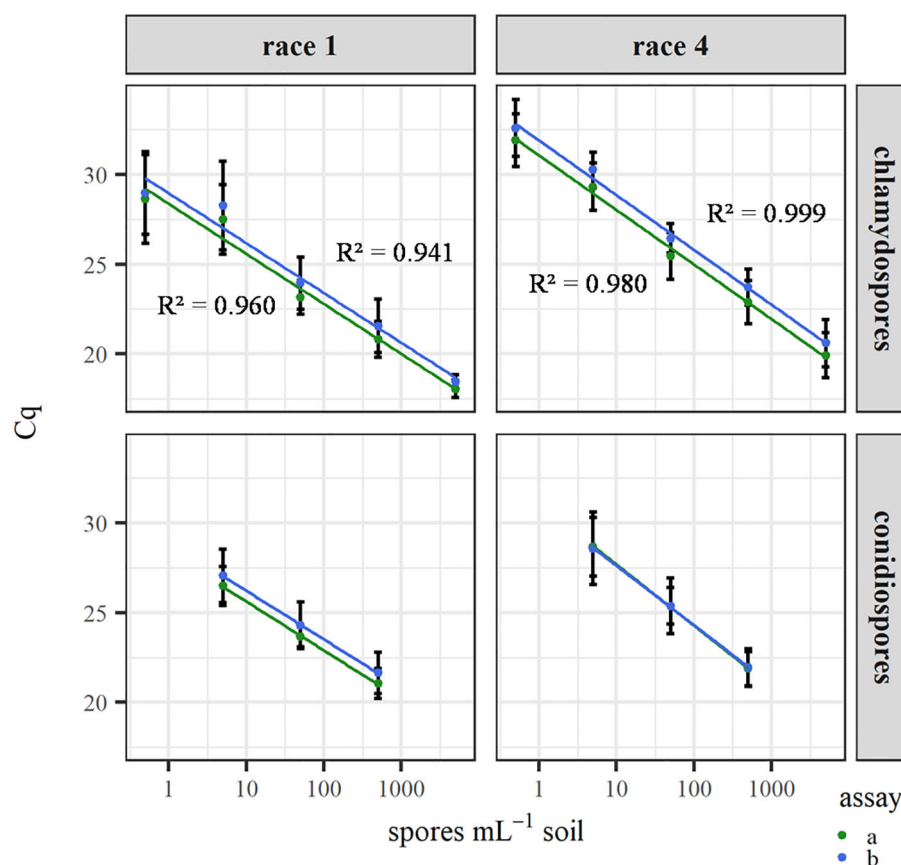 race 1
race 4
chlamydospores
30
25
20
R² = 0.960
R² = 0.941
R² = 0.980
R² = 0.999
Cq
conidiospores
30
25
20
1 10 100 1000
1 10 100 1000
spores mL⁻¹ soil
assay
a
b